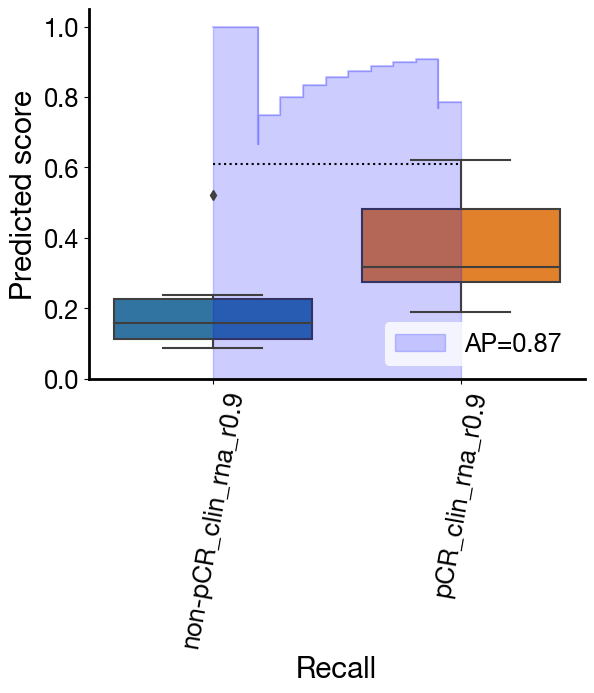 1.0
0.8
0.6
0.4
0.2
0.0
Predicted score
AP=0.87
non-pCR_clin_rna_r0.9
pCR_clin_rna_r0.9
Recall